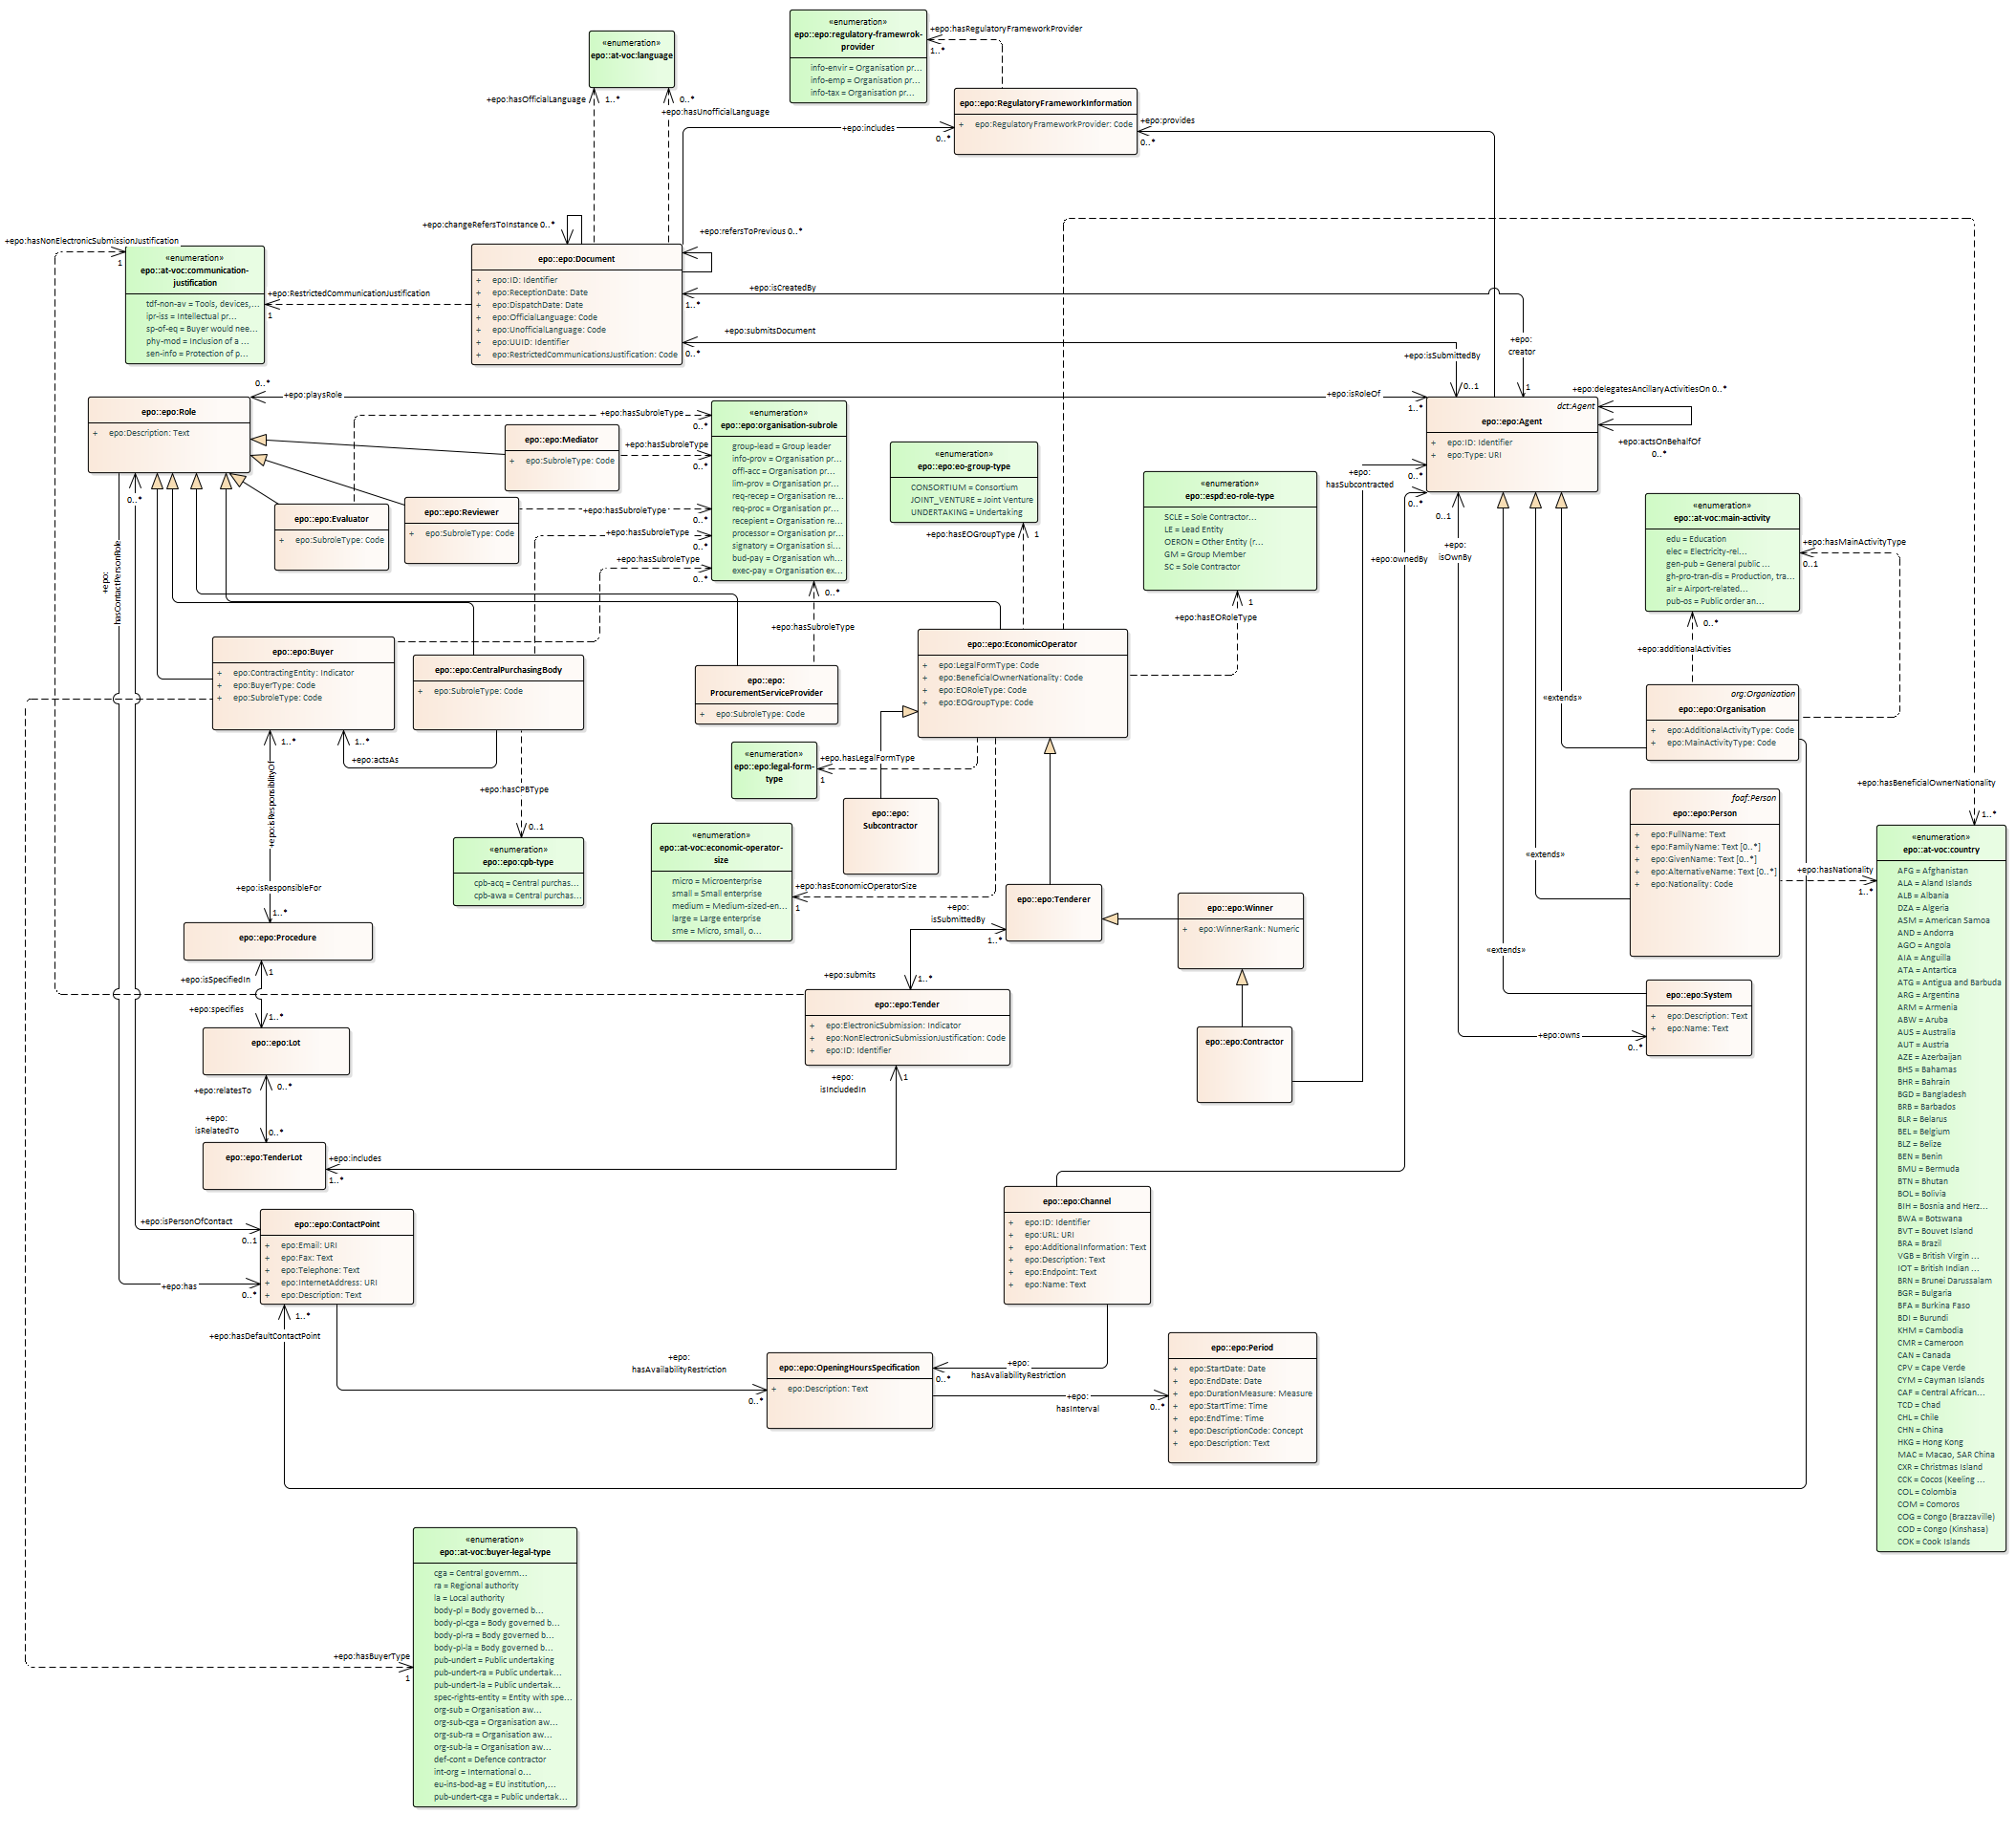 «enumeration»
epo::epo:regulatory-framewrok-
provider
info-envir = Organisation pr...
info-emp = Organisation pr...
info-tax = Organisation pr...
+epo:hasRegulatoryFrameworkProvider
1..*
«enumeration»
epo::at-voc:language
+epo:hasOfficialLanguage
1..*
0..*
+epo:hasUnofficialLanguage
epo::epo:RegulatoryFrameworkInformation
+ epo:RegulatoryFrameworkProvider: Code
+epo:includes
0..*
+epo:provides
0..*
+epo:changeRefersToInstance 0..*
+epo:refersToPrevious 0..*
+epo:hasNonElectronicSubmissionJustification
1
«enumeration»
epo::at-voc:communication-
justification
tdf-non-av = Tools, devices,...
ipr-iss = Intellectual pr...
sp-of-eq = Buyer would nee...
phy-mod = Inclusion of a ...
sen-info = Protection of p...
+epo:RestrictedCommunicationJustification
1
epo::epo:Document
+ epo:ID: Identifier
+ epo:ReceptionDate: Date
+ epo:DispatchDate: Date
+ epo:OfficialLanguage: Code
+ epo:UnofficialLanguage: Code
+ epo:UUID: Identifier
+ epo:RestrictedCommunicationsJustification: Code
+epo:isCreatedBy
1..*
+epo:submitsDocument
0..*
+epo:isSubmittedBy
0..1
+epo:
creator
1
+epo:delegatesAncillaryActivitiesOn 0..*
0..*
+epo:playsRole
+epo:isRoleOf
1..*
dct:Agent
epo::epo:Agent
+ epo:ID: Identifier
+ epo:Type: URI
+epo:actsOnBehalfOf
0..*
epo::epo:Role
+ epo:Description: Text
+epo:hasSubroleType
0..*
epo::epo:Mediator
+ epo:SubroleType: Code
+epo:hasSubroleType
0..*
«enumeration»
epo::epo:organisation-subrole
group-lead = Group leader
info-prov = Organisation pr...
offl-acc = Organisation pr...
lim-prov = Organisation pr...
req-recep = Organisation re...
req-proc = Organisation pr...
recepient = Organisation re...
processor = Organisation pr...
signatory = Organisation si...
bud-pay = Organisation wh...
exec-pay = Organisation ex...
«enumeration»
epo::epo:eo-group-type
CONSORTIUM = Consortium
JOINT_VENTURE = Joint Venture
UNDERTAKING = Undertaking
+epo:hasEOGroupType
1
«enumeration»
epo::espd:eo-role-type
SCLE = Sole Contractor...
LE = Lead Entity
OERON = Other Entity (r...
GM = Group Member
SC = Sole Contractor
+epo:hasEORoleType
1
+epo:
hasSubcontracted
0..*
0..*
+epo:ownedBy
0..1
+epo:
isOwnBy
«enumeration»
epo::at-voc:main-activity
edu = Education
elec = Electricity-rel...
gen-pub = General public ...
gh-pro-tran-dis = Production, tra...
air = Airport-related...
pub-os = Public order an...
+epo:hasMainActivityType
0..1
0..*
+epo:additionalActivities
0..*
epo::epo:Evaluator
+ epo:SubroleType: Code
epo::epo:Reviewer
+ epo:SubroleType: Code
+epo:hasSubroleType
0..*
+epo:hasSubroleType
0..*
+epo:hasSubroleType
0..*
0..*
+epo:hasSubroleType
+epo:
hasContactPersonRole
epo::epo:Buyer
+ epo:ContractingEntity: Indicator
+ epo:BuyerType: Code
+ epo:SubroleType: Code
epo::epo:CentralPurchasingBody
+ epo:SubroleType: Code
epo::epo:
ProcurementServiceProvider
+ epo:SubroleType: Code
epo::epo:EconomicOperator
+ epo:LegalFormType: Code
+ epo:BeneficialOwnerNationality: Code
+ epo:EORoleType: Code
+ epo:EOGroupType: Code
org:Organization
epo::epo:Organisation
+ epo:AdditionalActivityType: Code
+ epo:MainActivityType: Code
«extends»
1..*
1..*
+epo:actsAs
+epo:isResponsiblityOf
+epo:hasCPBType
0..1
«enumeration»
epo::epo:legal-form-
type
+epo.hasLegalFormType
1
epo::epo:
Subcontractor
«enumeration»
epo::epo:cpb-type
cpb-acq = Central purchas...
cpb-awa = Central purchas...
«enumeration»
epo::at-voc:economic-operator-
size
micro = Microenterprise
small = Small enterprise
medium = Medium-sized-en...
large = Large enterprise
sme = Micro, small, o...
+epo:hasEconomicOperatorSize
1
foaf:Person
epo::epo:Person
+ epo:FullName: Text
+ epo:FamilyName: Text [0..*]
+ epo:GivenName: Text [0..*]
+ epo:AlternativeName: Text [0..*]
+ epo:Nationality: Code
«extends»
+epo:hasBeneficialOwnerNationality
1..*
+epo:hasNationality
1..*
«enumeration»
epo::at-voc:country
AFG = Afghanistan
ALA = Aland Islands
ALB = Albania
DZA = Algeria
ASM = American Samoa
AND = Andorra
AGO = Angola
AIA = Anguilla
ATA = Antartica
ATG = Antigua and Barbuda
ARG = Argentina
ARM = Armenia
ABW = Aruba
AUS = Australia
AUT = Austria
AZE = Azerbaijan
BHS = Bahamas
BHR = Bahrain
BGD = Bangladesh
BRB = Barbados
BLR = Belarus
BEL = Belgium
BLZ = Belize
BEN = Benin
BMU = Bermuda
BTN = Bhutan
BOL = Bolivia
BIH = Bosnia and Herz...
BWA = Botswana
BVT = Bouvet Island
BRA = Brazil
VGB = British Virgin ...
IOT = British Indian ...
BRN = Brunei Darussalam
BGR = Bulgaria
BFA = Burkina Faso
BDI = Burundi
KHM = Cambodia
CMR = Cameroon
CAN = Canada
CPV = Cape Verde
CYM = Cayman Islands
CAF = Central African...
TCD = Chad
CHL = Chile
CHN = China
HKG = Hong Kong
MAC = Macao, SAR China
CXR = Christmas Island
CCK = Cocos (Keeling ...
COL = Colombia
COM = Comoros
COG = Congo (Brazzaville)
COD = Congo (Kinshasa)
COK = Cook Islands
+epo:isResponsibleFor
1..*
epo::epo:Procedure
+epo:isSpecifiedIn
1
+epo:specifies
1..*
epo::epo:Lot
+epo:relatesTo
0..*
+epo:
isRelatedTo
0..*
epo::epo:TenderLot
+epo:includes
1..*
epo::epo:Tenderer
+epo:
isSubmittedBy
1..*
epo::epo:Winner
+ epo:WinnerRank: Numeric
+epo:submits
1..*
epo::epo:Tender
+ epo:ElectronicSubmission: Indicator
+ epo:NonElectronicSubmissionJustification: Code
+ epo:ID: Identifier
+epo:
isIncludedIn
1
epo::epo:Contractor
«extends»
epo::epo:System
+ epo:Description: Text
+ epo:Name: Text
+epo:owns
0..*
+epo:isPersonOfContact
0..1
+epo:has
0..*
epo::epo:ContactPoint
+ epo:Email: URI
+ epo:Fax: Text
+ epo:Telephone: Text
+ epo:InternetAddress: URI
+ epo:Description: Text
1..*
+epo:hasDefaultContactPoint
epo::epo:Channel
+ epo:ID: Identifier
+ epo:URL: URI
+ epo:AdditionalInformation: Text
+ epo:Description: Text
+ epo:Endpoint: Text
+ epo:Name: Text
+epo:
hasAvailabilityRestriction
0..*
epo::epo:OpeningHoursSpecification
+ epo:Description: Text
+epo:
hasAvaliabilityRestriction
0..*
+epo:
hasInterval
0..*
epo::epo:Period
+ epo:StartDate: Date
+ epo:EndDate: Date
+ epo:DurationMeasure: Measure
+ epo:StartTime: Time
+ epo:EndTime: Time
+ epo:DescriptionCode: Concept
+ epo:Description: Text
+epo:hasBuyerType
1
«enumeration»
epo::at-voc:buyer-legal-type
cga = Central governm...
ra = Regional authority
la = Local authority
body-pl = Body governed b...
body-pl-cga = Body governed b...
body-pl-ra = Body governed b...
body-pl-la = Body governed b...
pub-undert = Public undertaking
pub-undert-ra = Public undertak...
pub-undert-la = Public undertak...
spec-rights-entity = Entity with spe...
org-sub = Organisation aw...
org-sub-cga = Organisation aw...
org-sub-ra = Organisation aw...
org-sub-la = Organisation aw...
def-cont = Defence contractor
int-org = International o...
eu-ins-bod-ag = EU institution,...
pub-undert-cga = Public undertak...